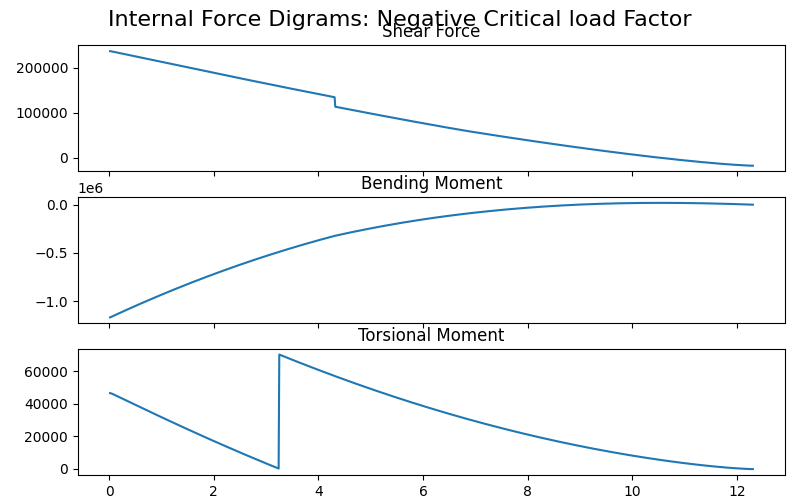 Internal Force Digrams: Negative Critical load Factor
Shear Force
200000
100000
0
Bending Moment
1e6
0.0
−0.5
−1.0
Torsional Moment
60000
40000
20000
0
0 2 4 6 8 10 12